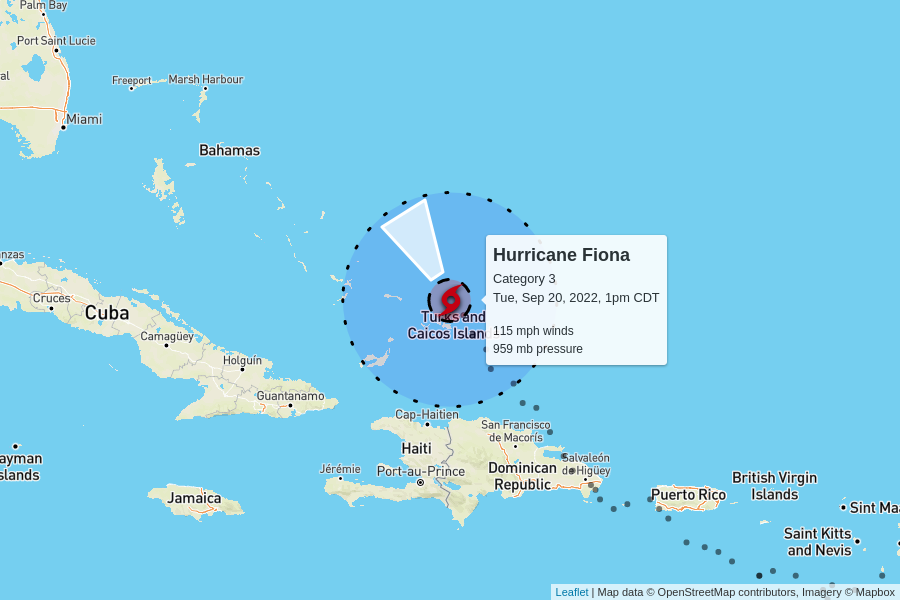 Palm Bay
Port Saint Lucie
al
Freeport
Marsh Harbour
Miami
Bahamas
Hurricane Fiona
Category 3
Tue, Sep 20, 2022, 1pm CDT
115 mph winds
959 mb pressure
nzas
Cruces
Cuba
Camagüey
Holguín
Guantanamo
Turks and
Caicos Islan
Cap-Haitien
Haiti
San Francisco
de Macorís
Jérémie
Port-au-Prince
Dominican
Republic
Salvaleón
de Higüey
ayman
slands
Jamaica
Puerto Rico
British Virgin
Islands
Sint Maa
Saint Kitts
and Nevis
Leaflet | Map data © OpenStreetMap contributors, Imagery © Mapbox